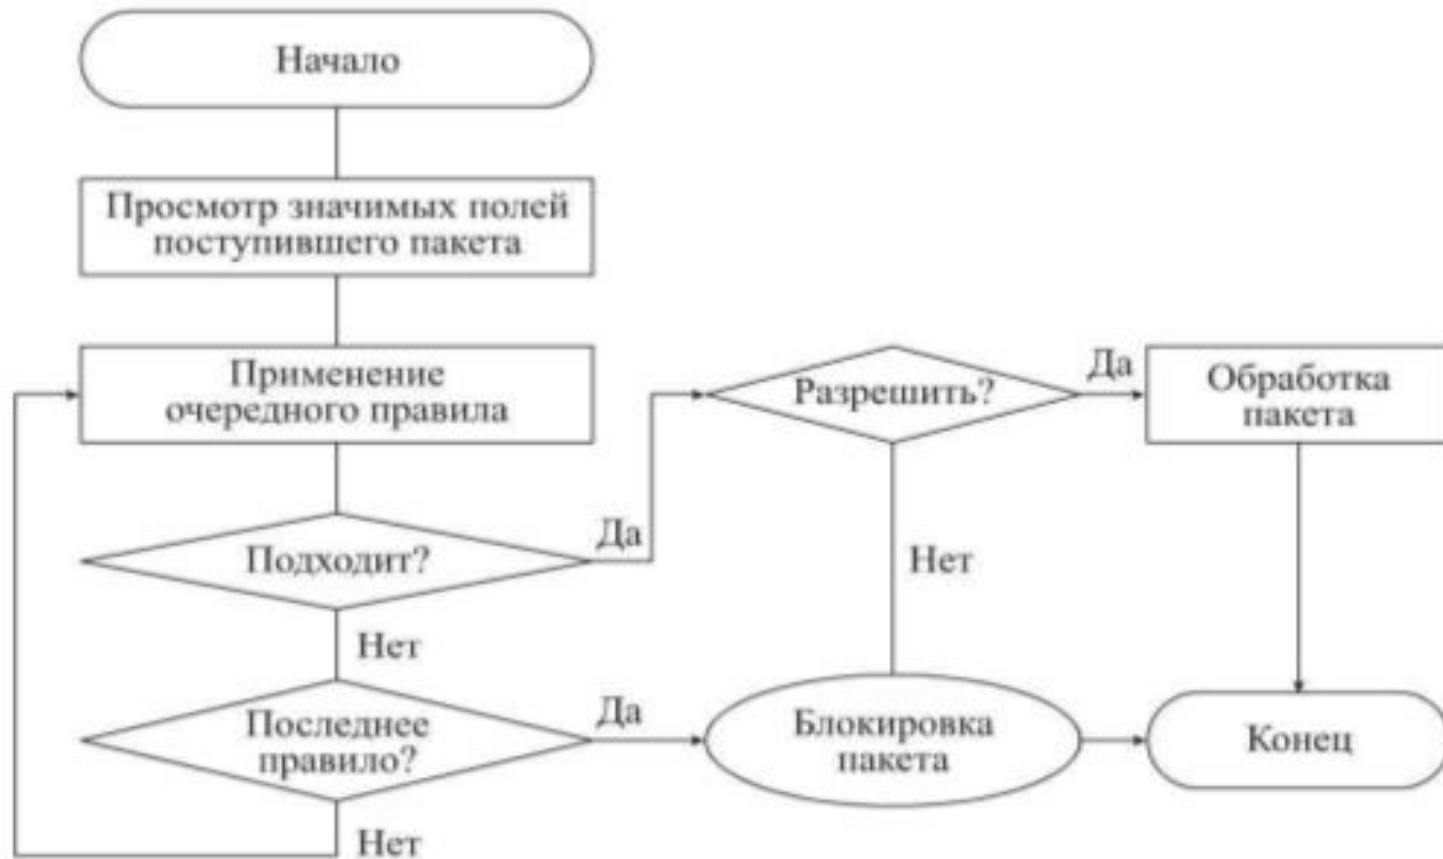 Начало
Просмотр значимых полей
поступившего пакета
Применение
очередного правила
Разрешить?
Да
Обработка
пакета
Подходит?
Да
Нет
Нет
Последнее
правило?
Да
Блокировка
пакета
Конец
Нет